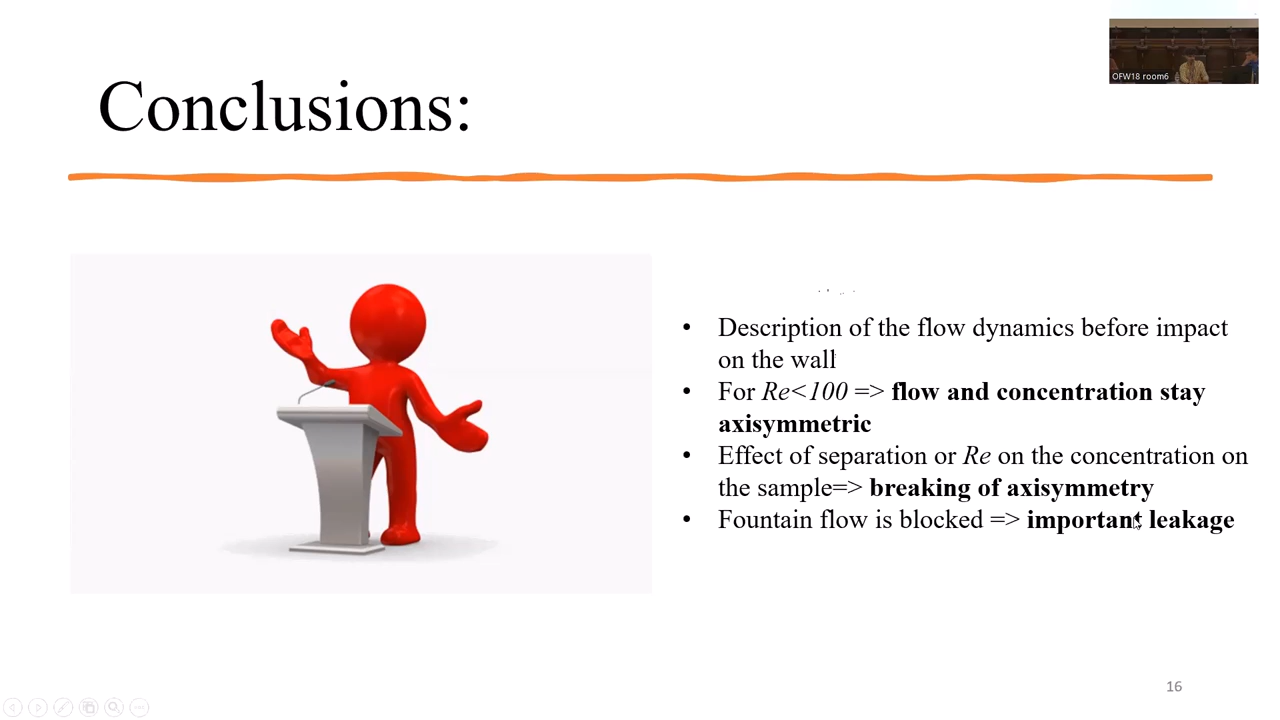 OFW18 room6
Conclusions:
• Description of the flow dynamics before impact
on the wall
• For Re<100 => flow and concentration stay
axisymmetric
• Effect of separation or Re on the concentration on
the sample=> breaking of axisymmetry
• Fountain flow is blocked => important leakage
16